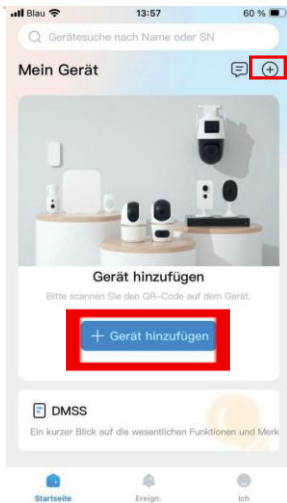 Blau
13:57
60 %
Gerätesuche nach Name oder SN
Mein Gerät
Gerät hinzufügen
Bitte scannen Sie den QR-Code auf dem Gerät.
+ Gerät hinzufügen
DMSS
Ein kurzer Blick auf die wesentlichen Funktionen und Merk
Startseite
Ereign.
Ich